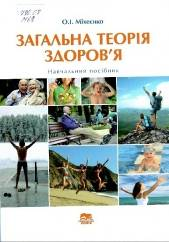 О.І. Міхеєнко
ЗАГАЛЬНА ТЕОРІЯ
ЗДОРОВ'Я
Навчальний посібник